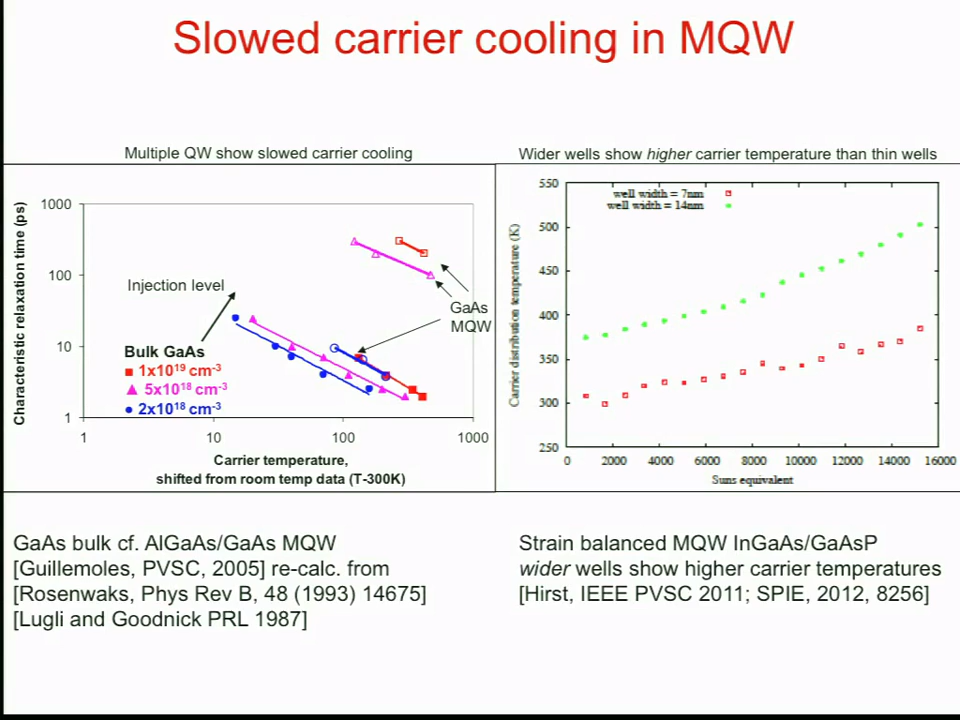 Slowed carrier cooling in MQW
Multiple QW show slowed carrier cooling
Characteristic relaxation time (ps)
1000
100
10
1
1
10
100
1000
Injection level
GaAs
MQW
Bulk GaAs
1x10¹⁹ cm⁻³
5x10¹⁸ cm⁻³
2x10¹⁸ cm⁻³
Carrier temperature,
shifted from room temp data (T-300K)
Wider wells show higher carrier temperature than thin wells
Carrier distribution temperature (K)
550
500
450
400
350
300
250
well width = 7nm
well width = 14nm
0
2000
4000
6000
8000
10000
12000
14000
16000
Suns equivalent
GaAs bulk cf. AlGaAs/GaAs MQW
[Guillemoles, PVSC, 2005] re-calc. from
[Rosenwaks, Phys Rev B, 48 (1993) 14675]
[Lugli and Goodnick PRL 1987]
Strain balanced MQW InGaAs/GaAsP
wider wells show higher carrier temperatures
[Hirst, IEEE PVSC 2011; SPIE, 2012, 8256]